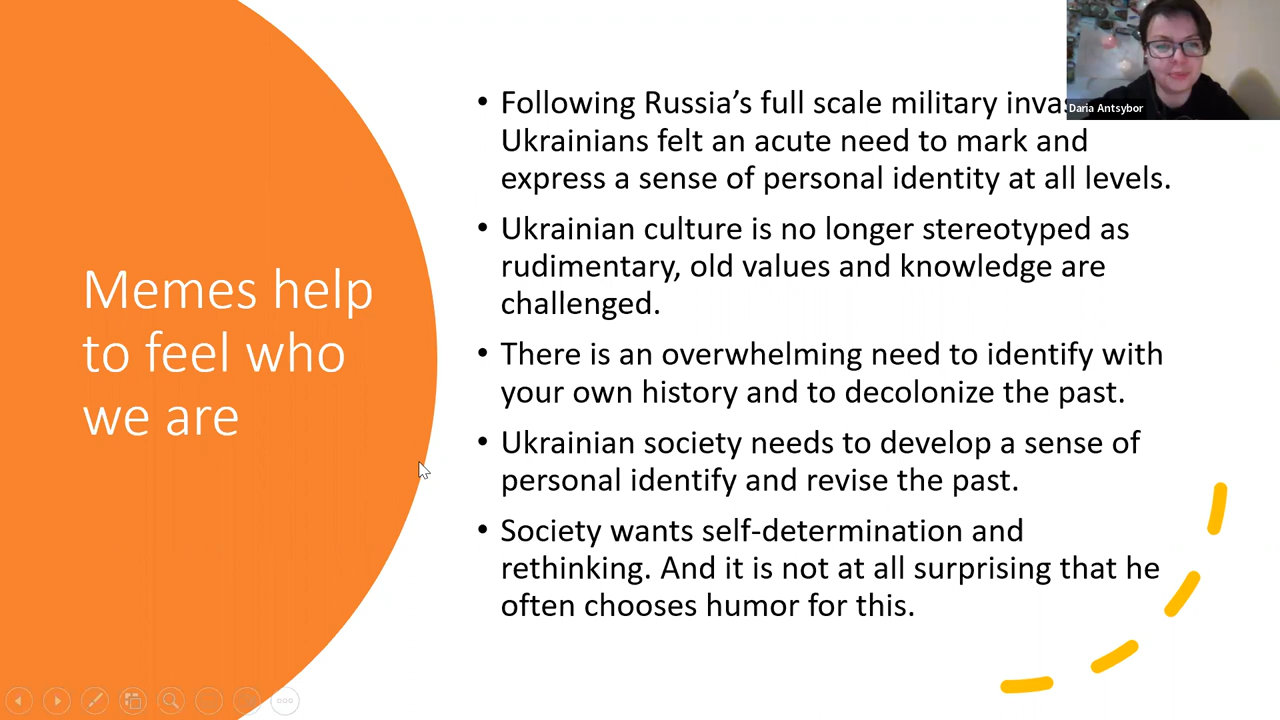 Daria Antsybor
Memes help
to feel who
we are
• Following Russia’s full scale military
Ukrainians felt an acute need to mark and
express a sense of personal identity at all levels.
• Ukrainian culture is no longer stereotyped as
rudimentary, old values and knowledge are
challenged.
• There is an overwhelming need to identify with
your own history and to decolonize the past.
• Ukrainian society needs to develop a sense of
personal identify and revise the past.
• Society wants self-determination and
rethinking. And it is not at all surprising that he
often chooses humor for this.